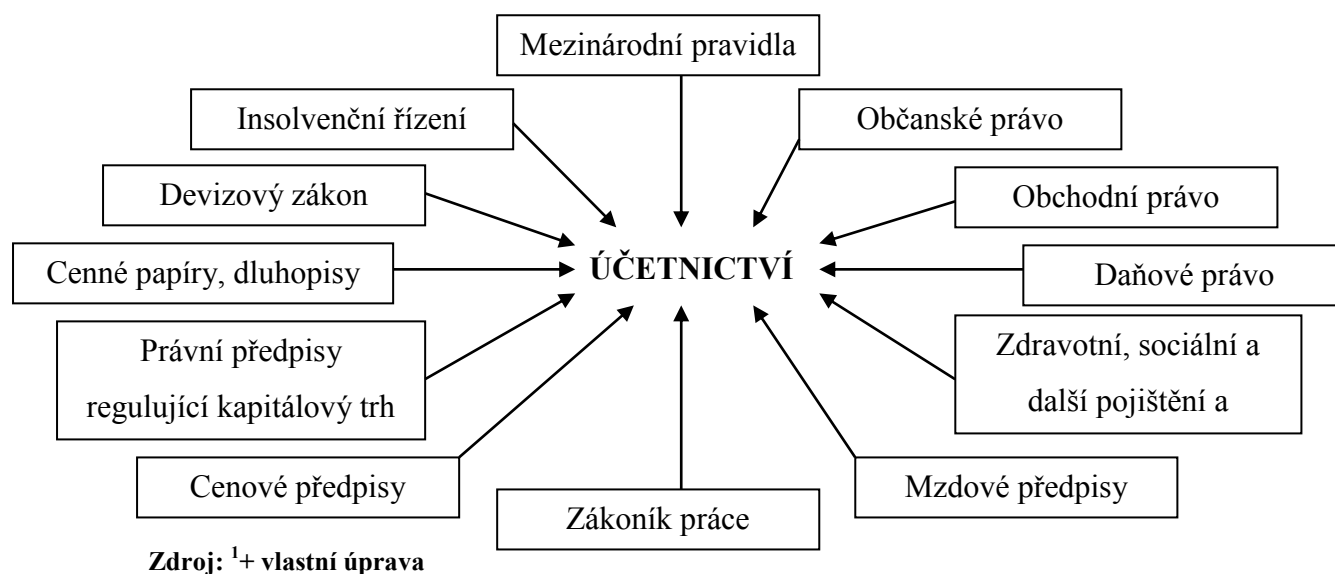 Mezinárodní pravidla
Insolvenční řízení
Občanské právo
Devizový zákon
Obchodní právo
Cenné papíry, dluhopisy
ÚČETNICTVÍ
Daňové právo
Právní předpisy
regulující kapitálový trh
Zdravotní, sociální a
další pojištění a
Cenové předpisy
Zákoník práce
Mzdové předpisy
Zdroj: ¹+ vlastní úprava